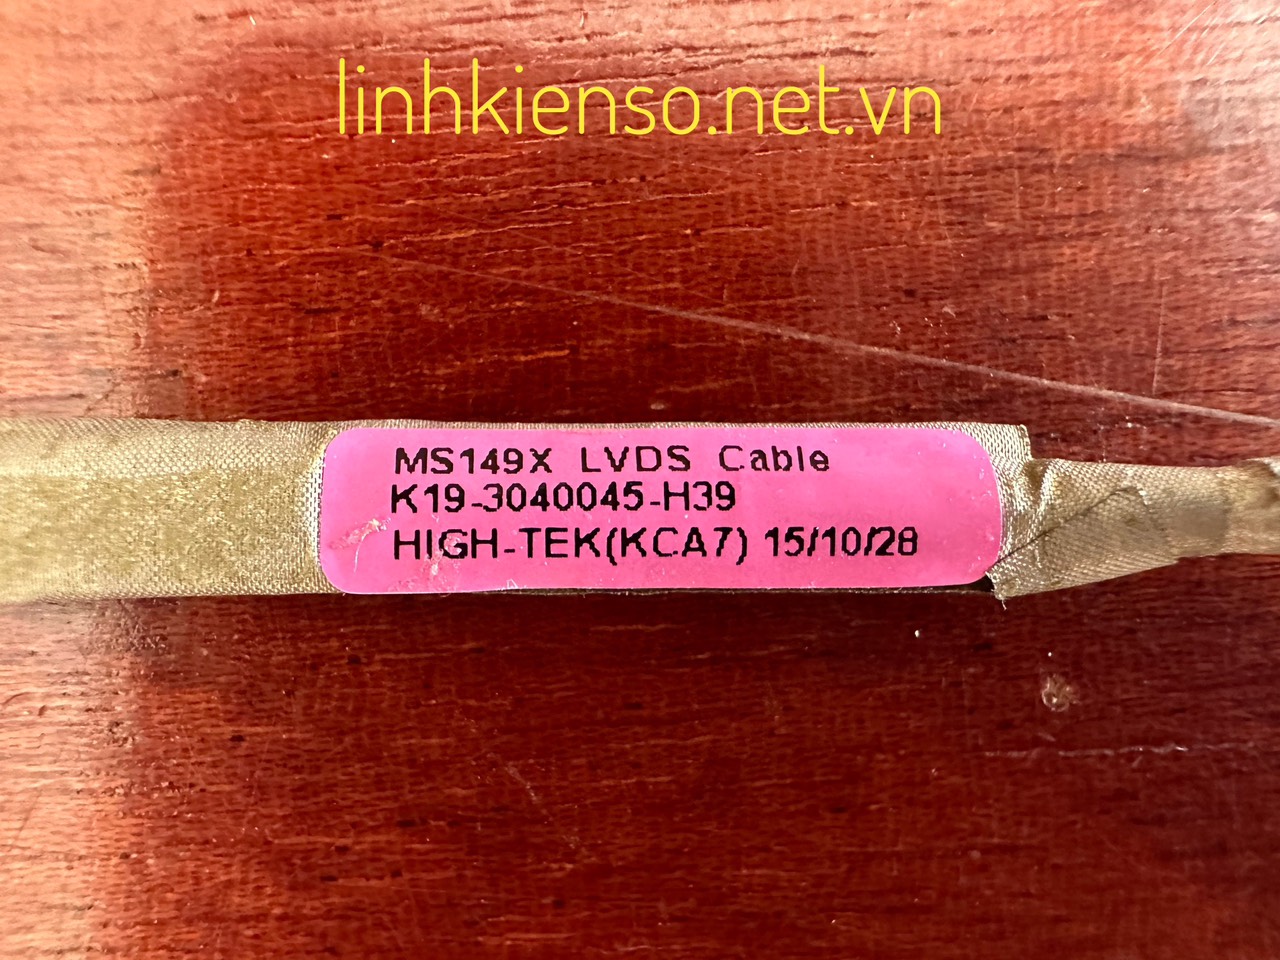 linhkienso.net.vn
MS149X LVDS Cable
K19-3040045-H39
HIGH-TEK(KCA7) 15/10/28